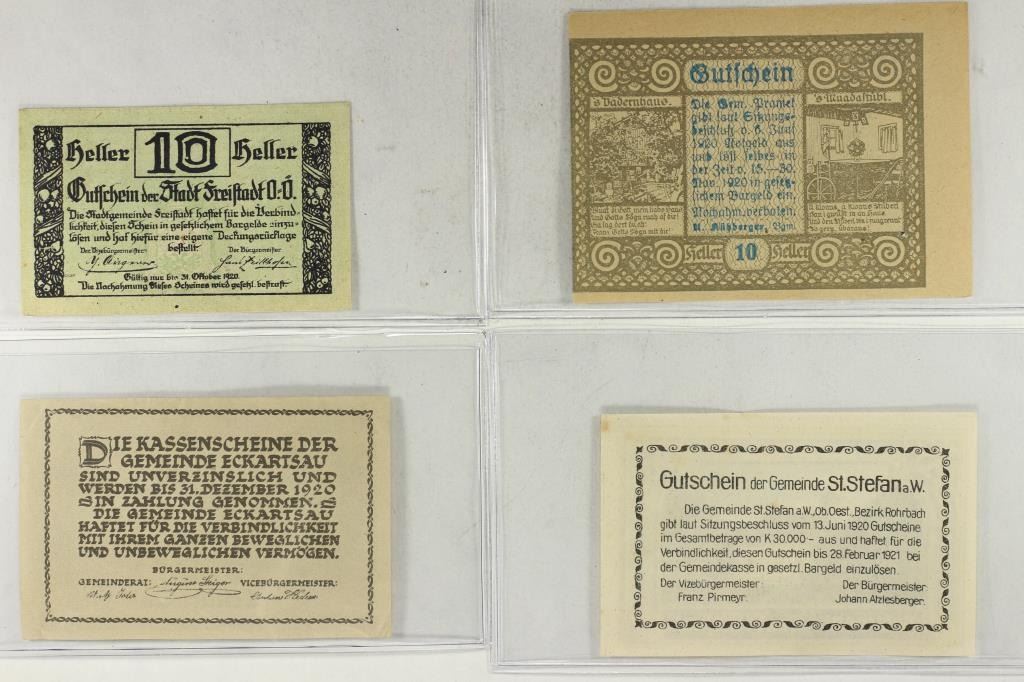 Heller 10 Heller
Gutschein der Stadt Freistadt O.-Ö.
Die Stadtgemeinde Freistadt haftet für die Verbind-
lichkeit, diesen Schein in gesetzlichem Bargelde einzu-
lösen und hat hiefür eine eigene Deckungsrücklage
bestellt.
Der Vizebürgermeister: Der Bürgermeister:
Gültig nur bis 31. Oktober 1920.
Die Nachahmung dieses Scheines wird gesetzl. bestraft.
Gutschein
's Vadernhaus.
's Muadastübl.
Die Gem. Pramet
gibt laut Sitzungs-
beschluß v. 6. Juni
1920 Notgeld aus
und löst selbes in
der Zeit v. 15.—30.
Nov. 1920 in gesetz-
lichem Bargeld ein.
Nachahm. verboten.
Heller 10 Heller
DIE KASSENSCHEINE DER
GEMEINDE ECKARTSAU
SIND UNVERZINSLICH UND
WERDEN BIS 31. DEZEMBER 1920
IN ZAHLUNG GENOMMEN.
DIE GEMEINDE ECKARTSAU
HAFTET FÜR DIE VERBINDLICHKEIT
MIT IHREM GANZEN BEWEGLICHEN
UND UNBEWEGLICHEN VERMÖGEN.
BÜRGERMEISTER:
GEMEINDERAT: VICEBÜRGERMEISTER:
Gutschein der Gemeinde St.Stefan a.W.
Die Gemeinde St.Stefan a.W., Ob. Oest., Bezirk Rohrbach
gibt laut Sitzungsbeschluss vom 13. Juni 1920 Gutscheine
im Gesamtbetrage von K 30.000·- aus und haftet für die
Verbindlichkeit, diesen Gutschein bis 28. Februar 1921 bei
der Gemeindekasse in gesetzl. Bargeld einzulösen.
Der Vizebürgermeister: Der Bürgermeister:
Franz Pirmeyr. Johann Atzlesberger.